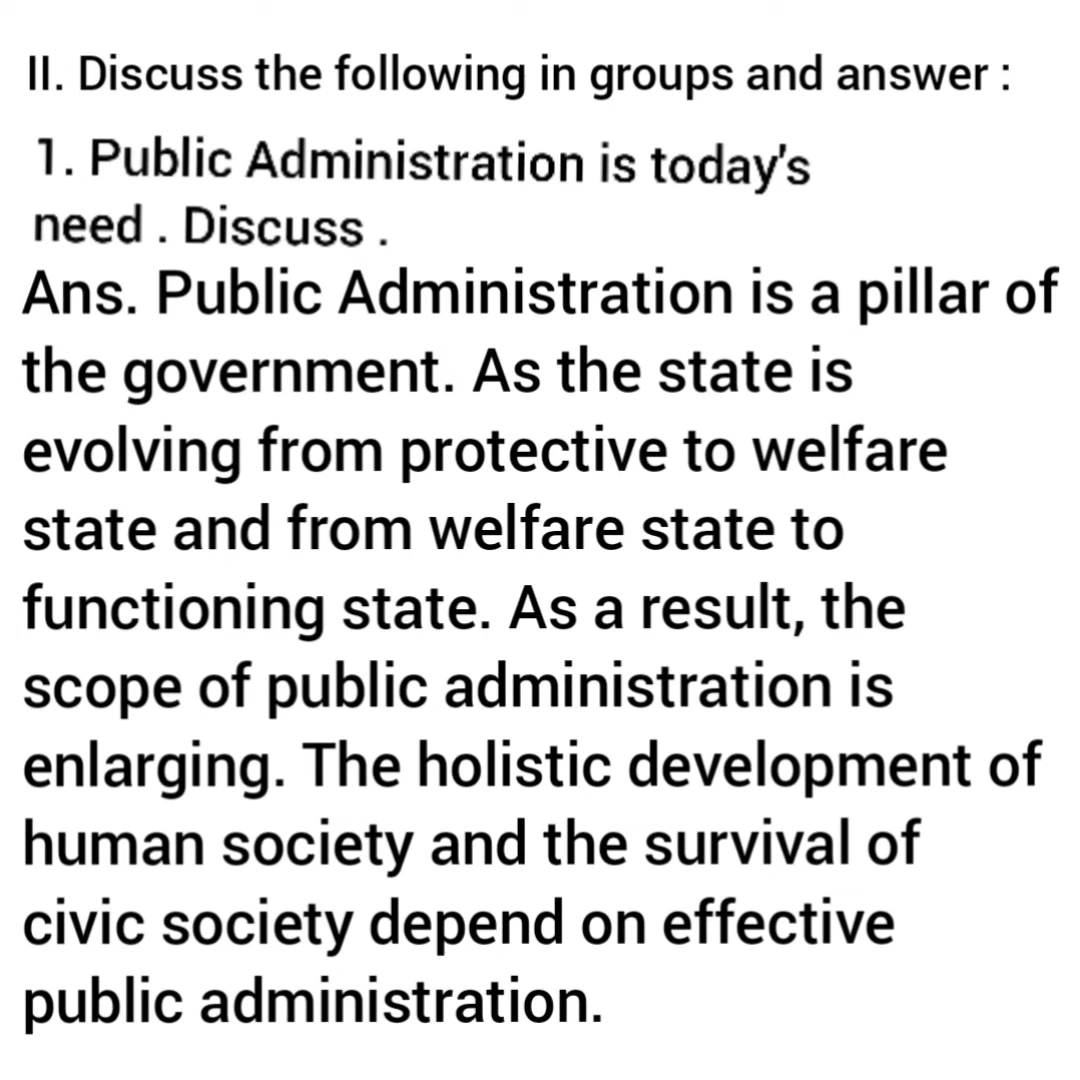 II. Discuss the following in groups and answer :
1. Public Administration is today's
need . Discuss .
Ans. Public Administration is a pillar of
the government. As the state is
evolving from protective to welfare
state and from welfare state to
functioning state. As a result, the
scope of public administration is
enlarging. The holistic development of
human society and the survival of
civic society depend on effective
public administration.